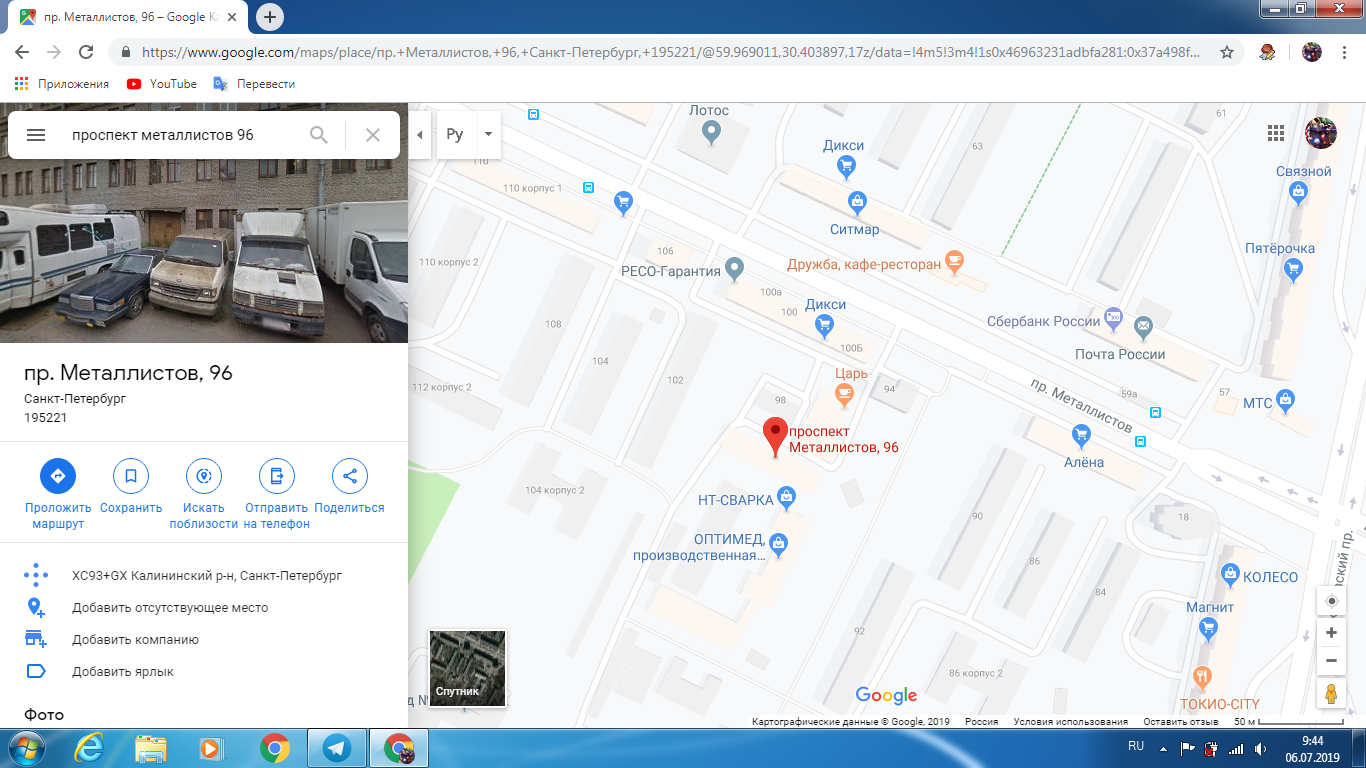 пр. Металлистов, 96 – Google Ка
https://www.google.com/maps/place/пр.+Металлистов,+96,+Санкт-Петербург,+195221/@59.969011,30.403897,17z/data=!4m5!3m4!1s0x46963231adbfa281:0x37a498f...
Приложения
YouTube
Перевести
проспект металлистов 96
Ру
пр. Металлистов, 96
Санкт-Петербург
195221
Проложить
маршрут
Сохранить
Искать
поблизости
Отправить
на телефон
Поделиться
XC93+GX Калининский р-н, Санкт-Петербург
Добавить отсутствующее место
Добавить компанию
Добавить ярлык
Фото
Лотос
63
Дикси
Связной
110 корпус 1
Ситмар
Пятёрочка
106
110 корпус 2
РЕСО-Гарантия
Дружба, кафе-ресторан
100а
Дикси
100
Сбербанк России
100
108
100Б
Почта России
104
Царь
102
112 корпус 2
94
пр. Металлистов
59а
57
98
МТС
проспект
Металлистов, 96
Алёна
104 корпус 2
НТ-СВАРКА
90
18
ОПТИМЕД,
производственная...
86
84
КОЛЕСО
вский пр.
Магнит
92
86 корпус 2
ТОКИО-CITY
д №
Спутник
Google
Картографические данные © Google, 2019
Россия
Условия использования
Оставить отзыв
50 м
RU
9:44
06.07.2019